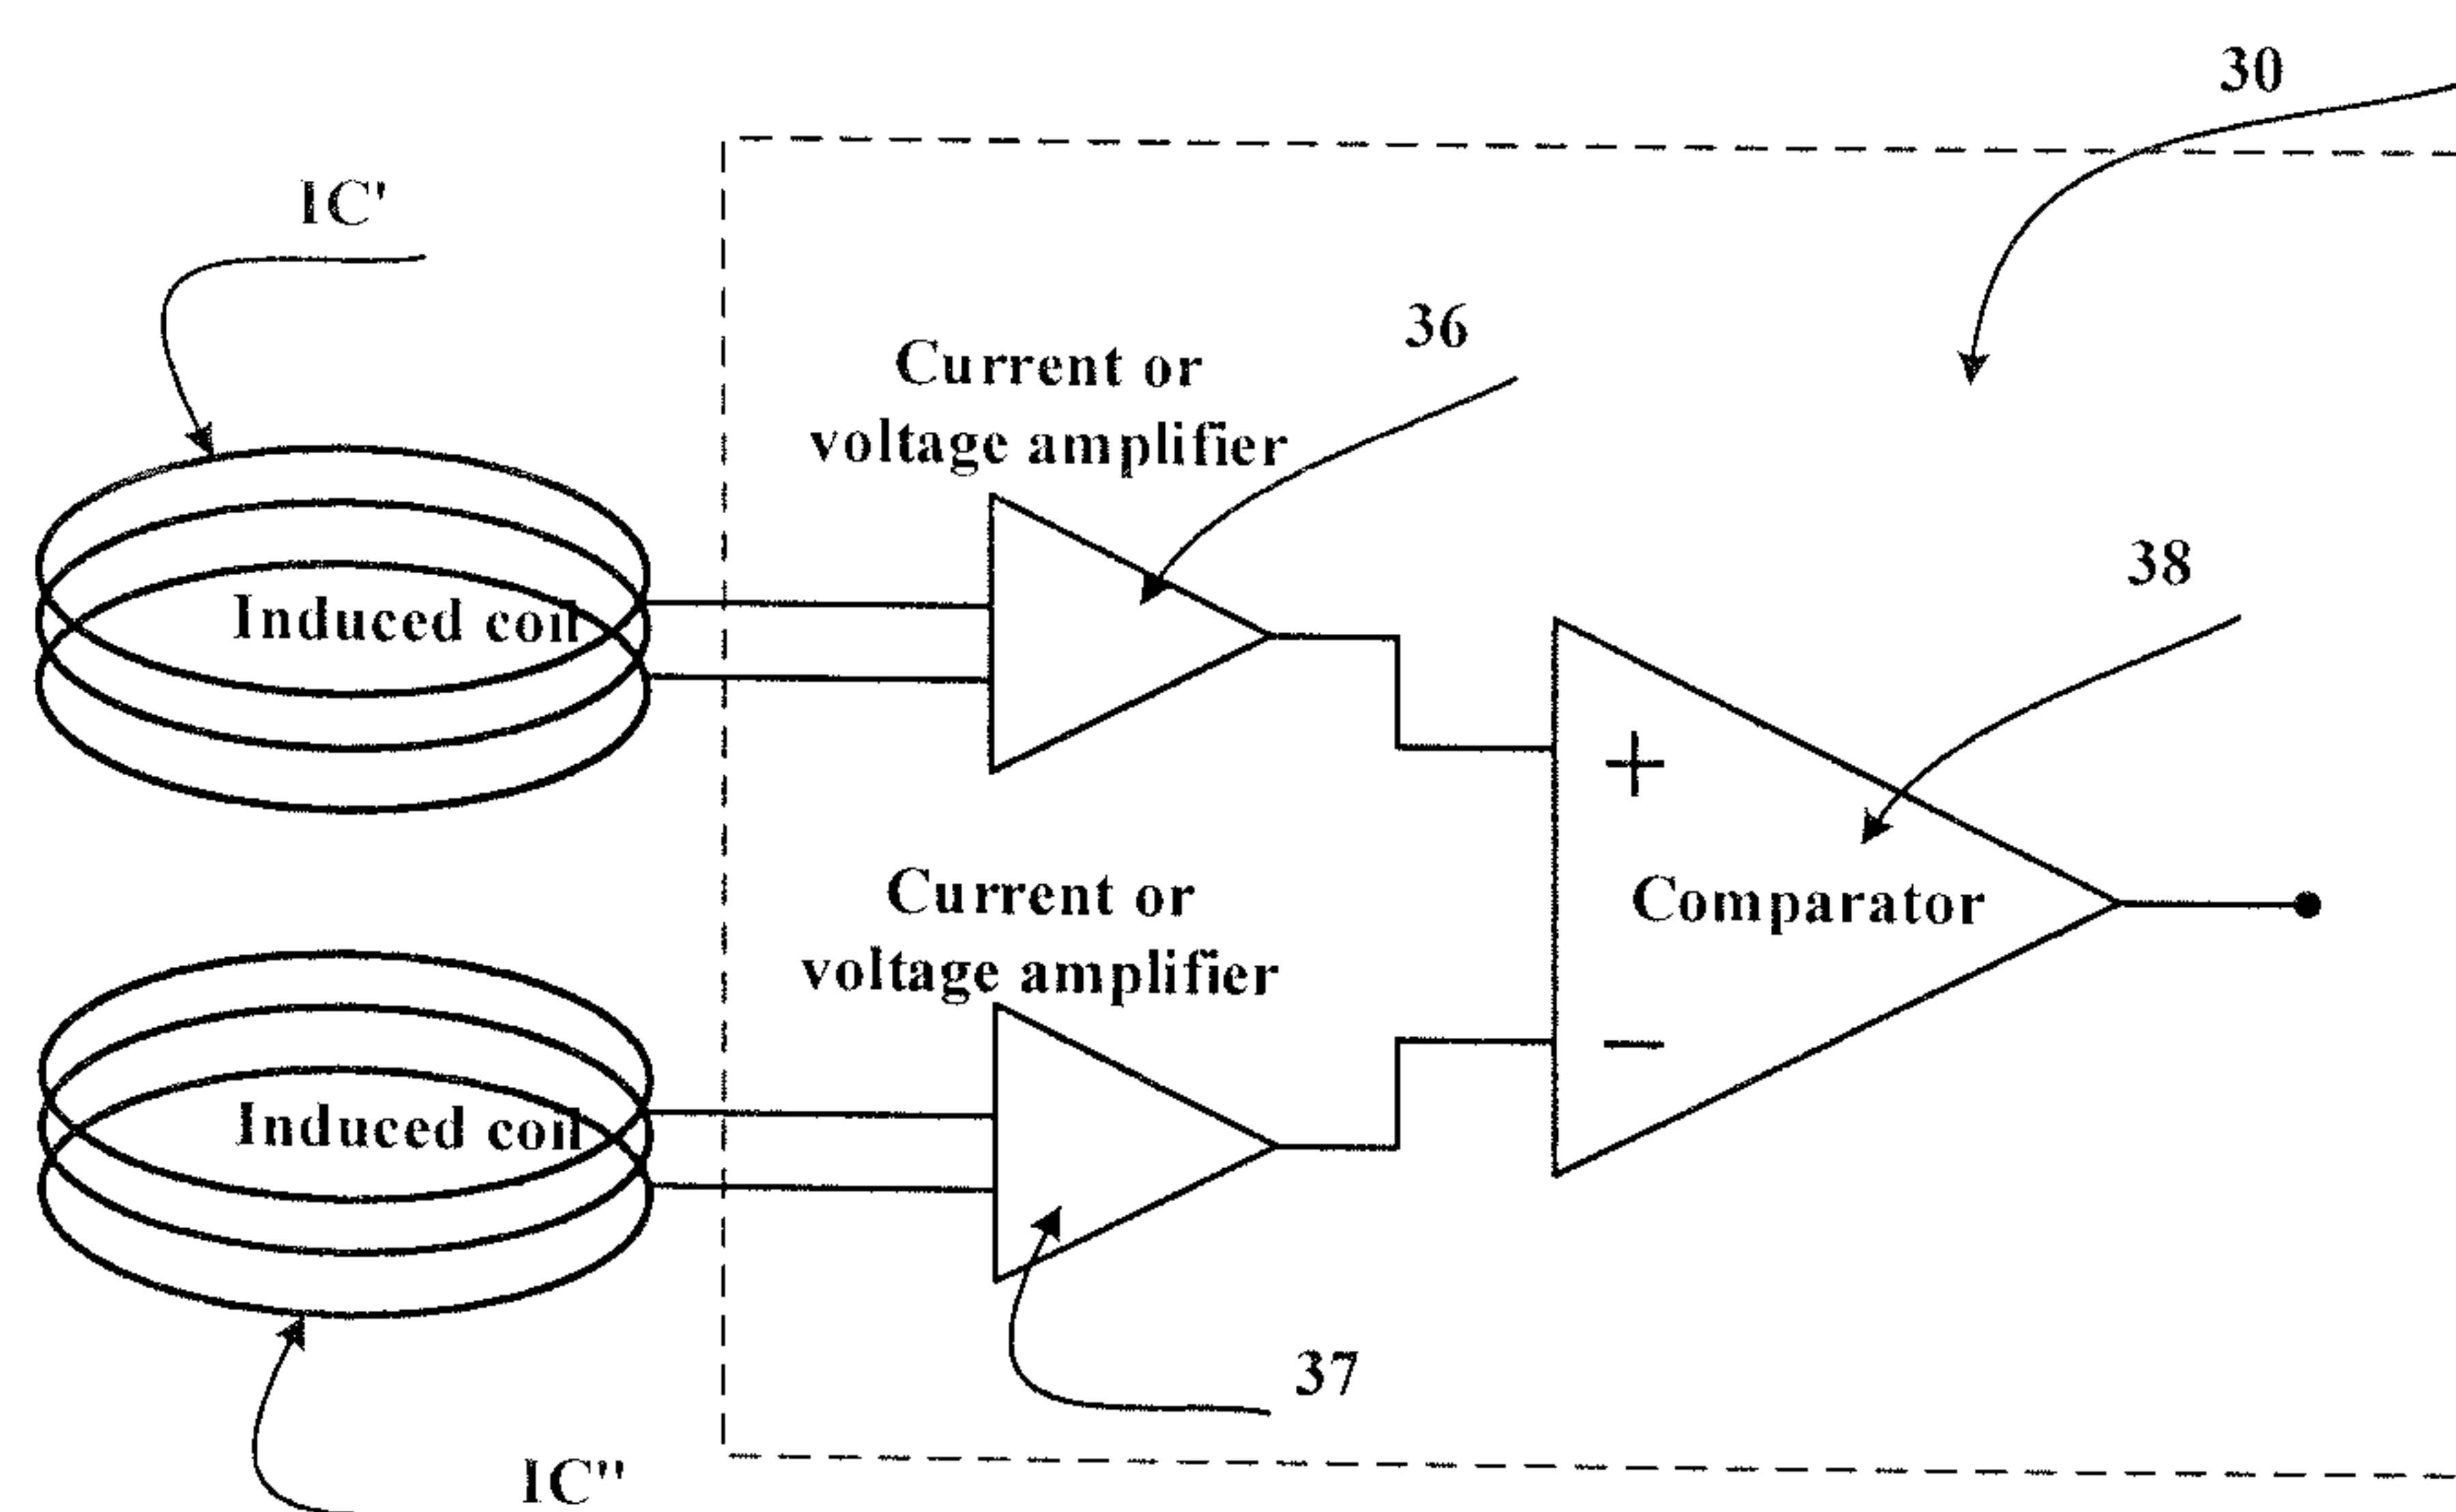 30
IC'
36
Current or
voltage amplifier
38
Induced coil
+
Current or
voltage amplifier
Comparator
−
Induced coil
37
IC"